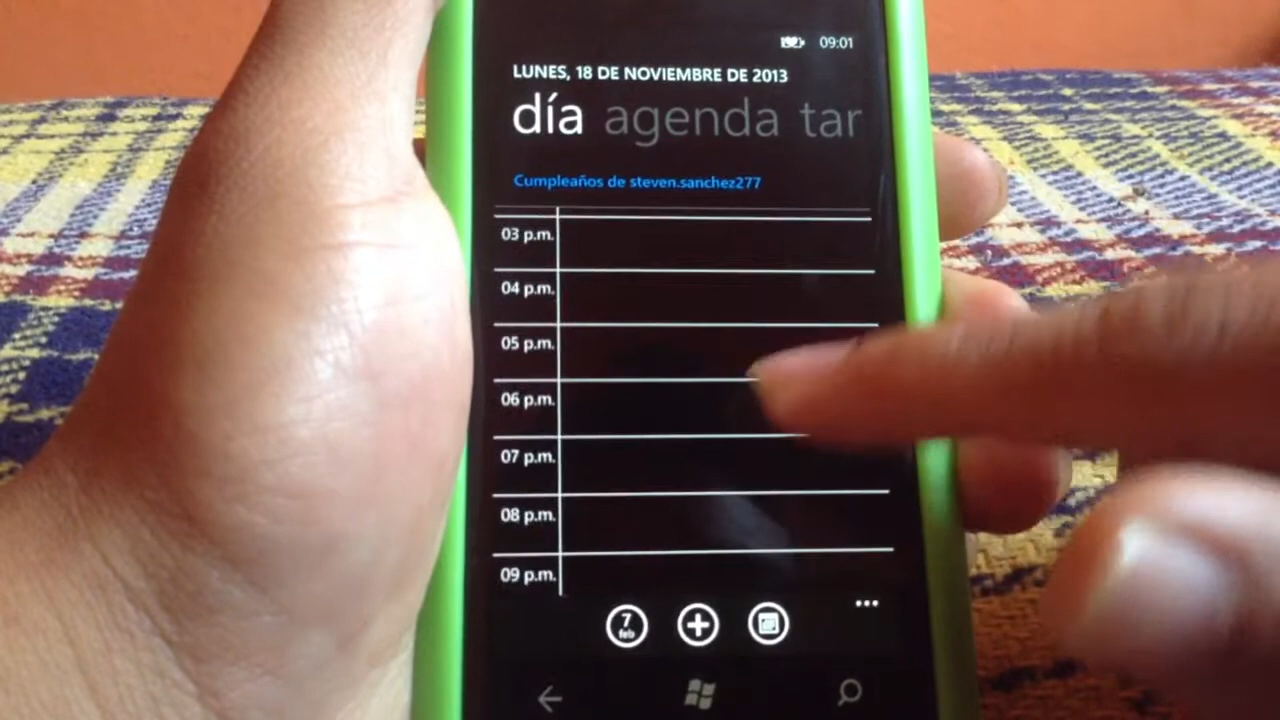 09:01
LUNES, 18 DE NOVIEMBRE DE 2013
día agenda tar
Cumpleaños de steven.sanchez277
03 p.m.
04 p.m.
05 p.m.
06 p.m.
07 p.m.
08 p.m.
09 p.m.
7
feb